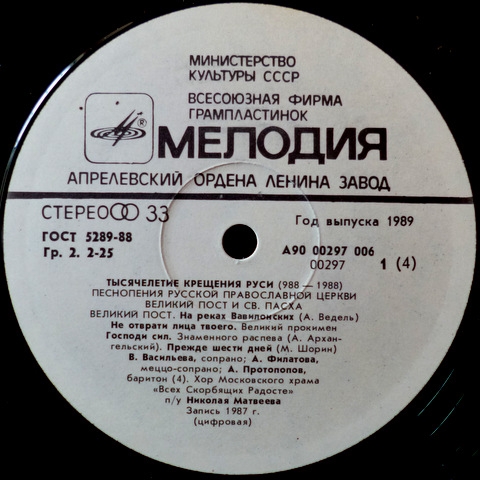 МИНИСТЕРСТВО
КУЛЬТУРЫ СССР
ВСЕСОЮЗНАЯ ФИРМА
ГРАМПЛАСТИНОК
®
МЕЛОДИЯ
АПРЕЛЕВСКИЙ ОРДЕНА ЛЕНИНА ЗАВОД
СТЕРЕО 33
Год выпуска 1989
ГОСТ 5289-88
А90 00297 006
Гр. 2. 2-25
00297 1 (4)
ТЫСЯЧЕЛЕТИЕ КРЕЩЕНИЯ РУСИ (988 — 1988)
ПЕСНОПЕНИЯ РУССКОЙ ПРАВОСЛАВНОЙ ЦЕРКВИ
ВЕЛИКИЙ ПОСТ И СВ. ПАСХА
ВЕЛИКИЙ ПОСТ. На реках Вавилонских (А. Ведель)
Не отврати лица твоего. Великий прокимен
Господи сил. Знаменного распева (А. Архан-
гельский). Прежде шести дней (М. Шорин)
В. Васильева, сопрано; А. Филатова,
меццо-сопрано; А. Протопопов,
баритон (4). Хор Московского храма
«Всех Скорбящих Радосте»
п/у Николая Матвеева
Запись 1987 г.
(цифровая)